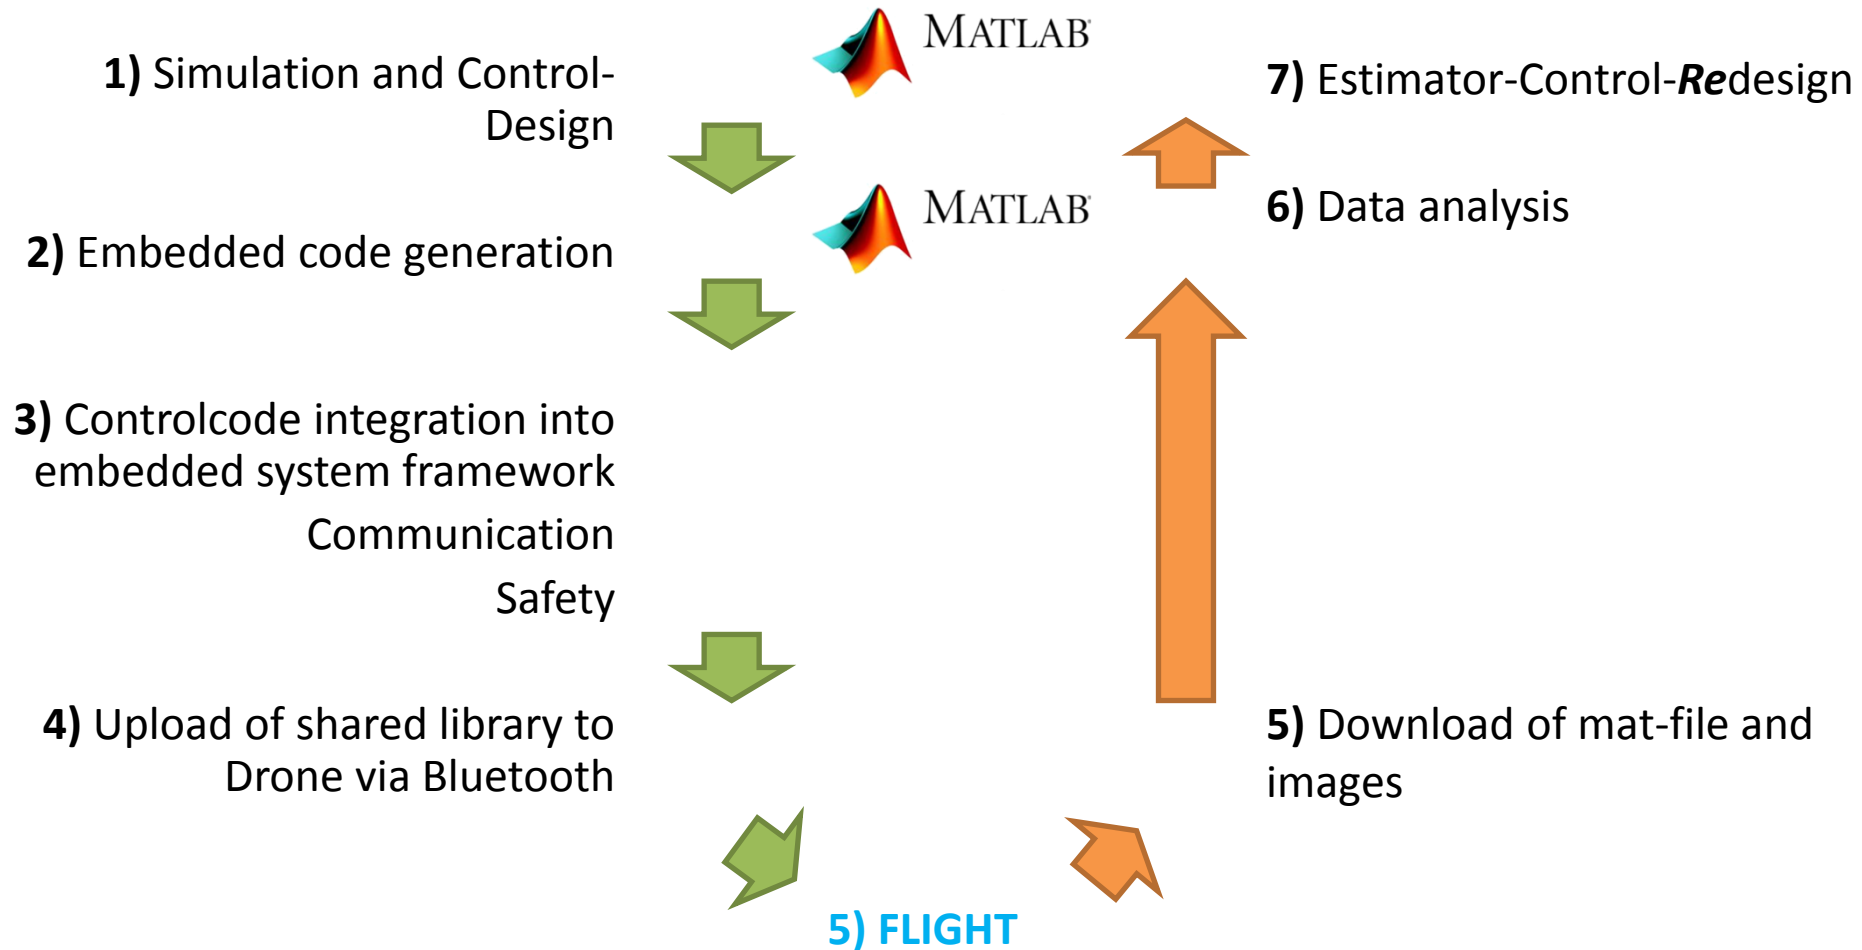 1) Simulation and Control-
Design
2) Embedded code generation
3) Controlcode integration into
embedded system framework
Communication
Safety
4) Upload of shared library to
Drone via Bluetooth
5) FLIGHT
MATLAB®
MATLAB®
7) Estimator-Control-Redesign
6) Data analysis
5) Download of mat-file and
images